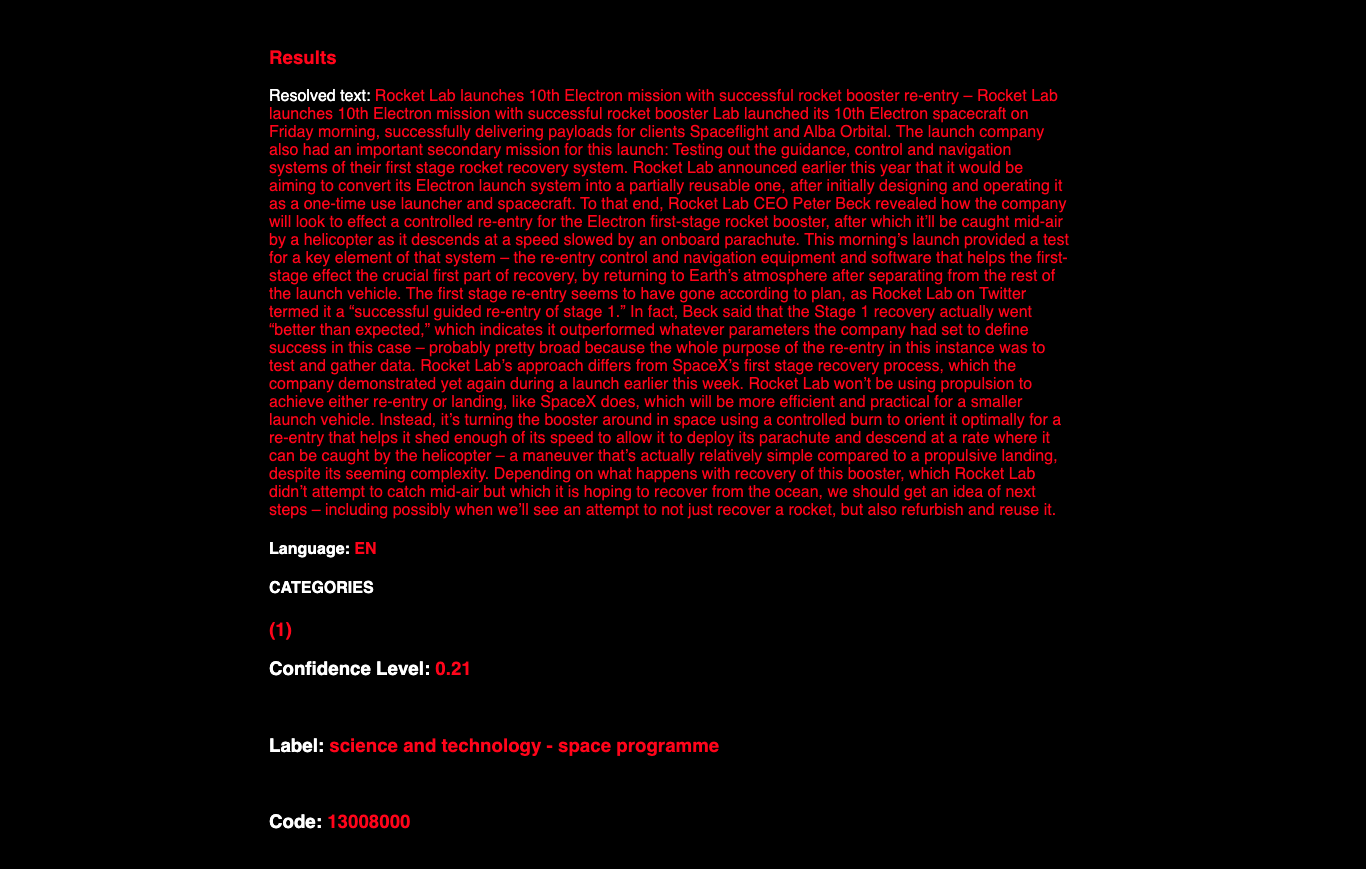 Results
Resolved text: Rocket Lab launches 10th Electron mission with successful rocket booster re-entry – Rocket Lab
launches 10th Electron mission with successful rocket booster Lab launched its 10th Electron spacecraft on
Friday morning, successfully delivering payloads for clients Spaceflight and Alba Orbital. The launch company
also had an important secondary mission for this launch: Testing out the guidance, control and navigation
systems of their first stage rocket recovery system. Rocket Lab announced earlier this year that it would be
aiming to convert its Electron launch system into a partially reusable one, after initially designing and operating it
as a one-time use launcher and spacecraft. To that end, Rocket Lab CEO Peter Beck revealed how the company
will look to effect a controlled re-entry for the Electron first-stage rocket booster, after which it’ll be caught mid-air
by a helicopter as it descends at a speed slowed by an onboard parachute. This morning’s launch provided a test
for a key element of that system – the re-entry control and navigation equipment and software that helps the first-
stage effect the crucial first part of recovery, by returning to Earth’s atmosphere after separating from the rest of
the launch vehicle. The first stage re-entry seems to have gone according to plan, as Rocket Lab on Twitter
termed it a “successful guided re-entry of stage 1.” In fact, Beck said that the Stage 1 recovery actually went
“better than expected,” which indicates it outperformed whatever parameters the company had set to define
success in this case – probably pretty broad because the whole purpose of the re-entry in this instance was to
test and gather data. Rocket Lab’s approach differs from SpaceX’s first stage recovery process, which the
company demonstrated yet again during a launch earlier this week. Rocket Lab won’t be using propulsion to
achieve either re-entry or landing, like SpaceX does, which will be more efficient and practical for a smaller
launch vehicle. Instead, it’s turning the booster around in space using a controlled burn to orient it optimally for a
re-entry that helps it shed enough of its speed to allow it to deploy its parachute and descend at a rate where it
can be caught by the helicopter – a maneuver that’s actually relatively simple compared to a propulsive landing,
despite its seeming complexity. Depending on what happens with recovery of this booster, which Rocket Lab
didn’t attempt to catch mid-air but which it is hoping to recover from the ocean, we should get an idea of next
steps – including possibly when we’ll see an attempt to not just recover a rocket, but also refurbish and reuse it.
Language: EN
CATEGORIES
(1)
Confidence Level: 0.21
Label: science and technology - space programme
Code: 13008000